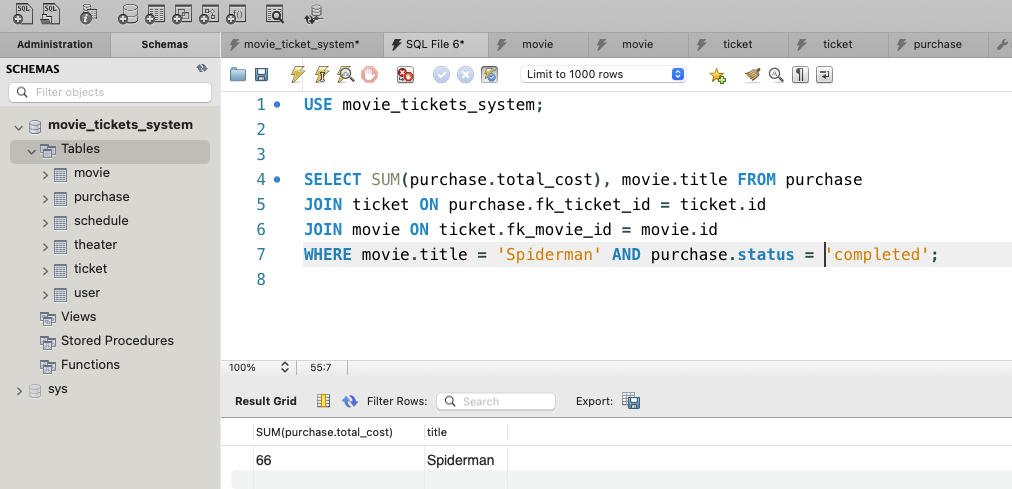 SQL SQL
Administration Schemas movie_ticket_system* SQL File 6* movie movie ticket ticket purchase
SCHEMAS
Filter objects
Limit to 1000 rows
movie_tickets_system
Tables
movie
purchase
schedule
theater
ticket
user
Views
Stored Procedures
Functions
sys
1 USE movie_tickets_system;
2
3
4 SELECT SUM(purchase.total_cost), movie.title FROM purchase
5 JOIN ticket ON purchase.fk_ticket_id = ticket.id
6 JOIN movie ON ticket.fk_movie_id = movie.id
7 WHERE movie.title = 'Spiderman' AND purchase.status = 'completed';
8
100% 55:7
Result Grid Filter Rows: Search Export:
SUM(purchase.total_cost) title
66 Spiderman